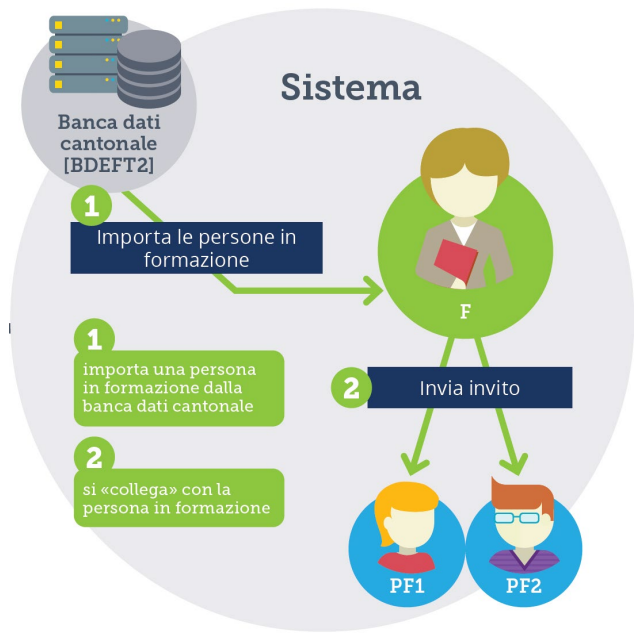 Sistema
Banca dati
cantonale
[BDEFT2]
1
Importa le persone in
formazione
F
1
importa una persona
in formazione dalla
banca dati cantonale
2
Invia invito
2
si «collega» con la
persona in formazione
PF1
PF2